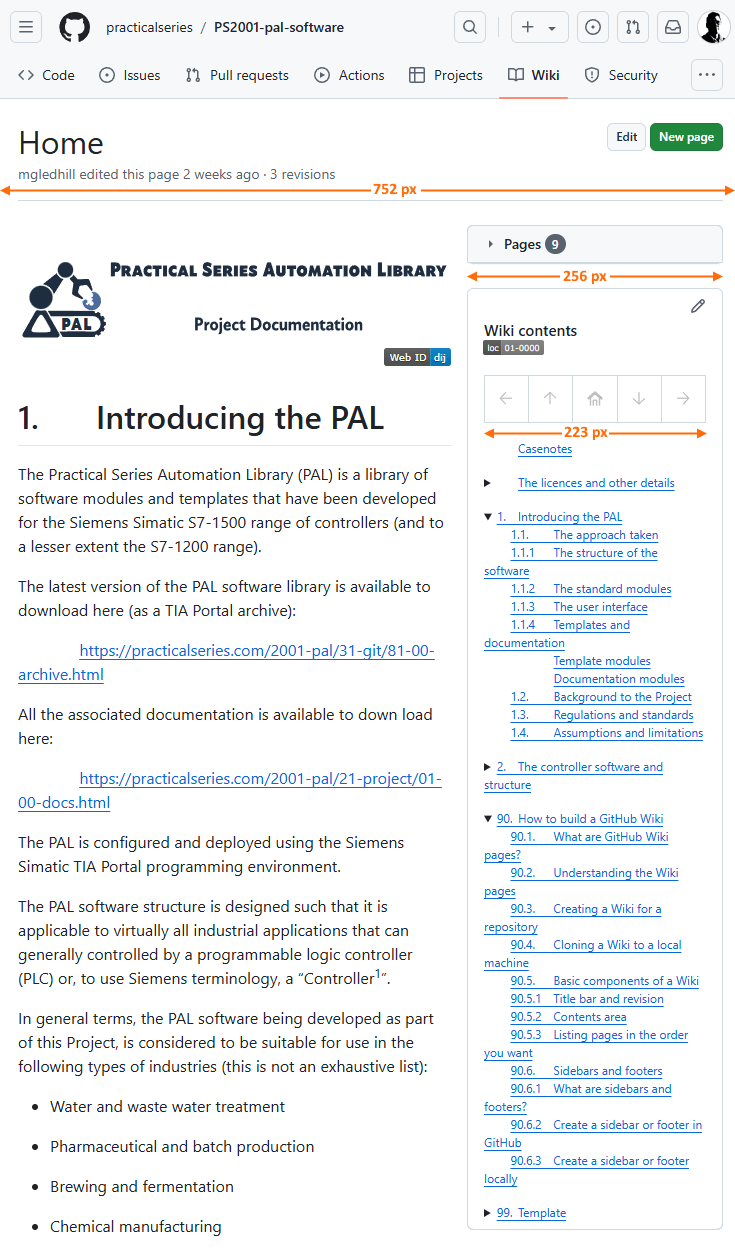 practicalseries / PS2001-pal-software
Code Issues Pull requests Actions Projects Wiki Security
Home
Edit New page
mgledhill edited this page 2 weeks ago · 3 revisions
752 px
PRACTICAL SERIES AUTOMATION LIBRARY
PAL
Project Documentation
Web ID dij
1. Introducing the PAL
The Practical Series Automation Library (PAL) is a library of
software modules and templates that have been developed
for the Siemens Simatic S7-1500 range of controllers (and to
a lesser extent the S7-1200 range).
The latest version of the PAL software library is available to
download here (as a TIA Portal archive):
https://practicalseries.com/2001-pal/31-git/81-00-
archive.html
All the associated documentation is available to down load
here:
https://practicalseries.com/2001-pal/21-project/01-
00-docs.html
The PAL is configured and deployed using the Siemens
Simatic TIA Portal programming environment.
The PAL software structure is designed such that it is
applicable to virtually all industrial applications that can
generally controlled by a programmable logic controller
(PLC) or, to use Siemens terminology, a “Controller1”.
In general terms, the PAL software being developed as part
of this Project, is considered to be suitable for use in the
following types of industries (this is not an exhaustive list):
• Water and waste water treatment
• Pharmaceutical and batch production
• Brewing and fermentation
• Chemical manufacturing
Pages 9
256 px
Wiki contents
loc 01-0000
223 px
Casenotes
The licences and other details
1. Introducing the PAL
1.1. The approach taken
1.1.1 The structure of the
software
1.1.2 The standard modules
1.1.3 The user interface
1.1.4 Templates and
documentation
Template modules
Documentation modules
1.2. Background to the Project
1.3. Regulations and standards
1.4. Assumptions and limitations
2. The controller software and
structure
90. How to build a GitHub Wiki
90.1. What are GitHub Wiki
pages?
90.2. Understanding the Wiki
pages
90.3. Creating a Wiki for a
repository
90.4. Cloning a Wiki to a local
machine
90.5. Basic components of a Wiki
90.5.1 Title bar and revision
90.5.2 Contents area
90.5.3 Listing pages in the order
you want
90.6. Sidebars and footers
90.6.1 What are sidebars and
footers?
90.6.2 Create a sidebar or footer in
GitHub
90.6.3 Create a sidebar or footer
locally
99. Template